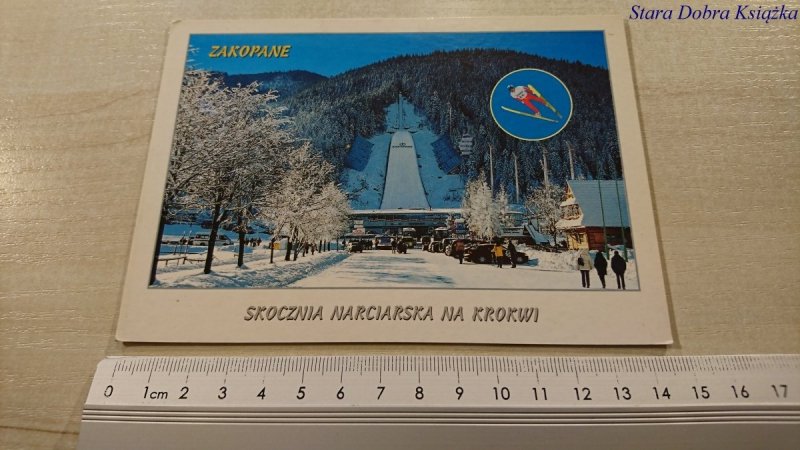 Stara Dobra Książka
ZAKOPANE
SKOCZNIA NARCIARSKA NA KROKWI
0 1cm 2 3 4 5 6 7 8 9 10 11 12 13 14 15 16 17